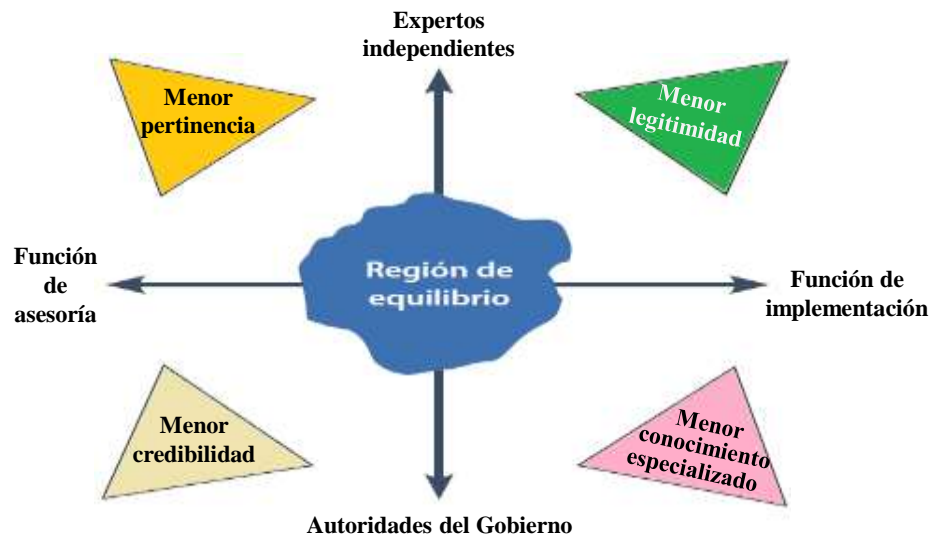 Expertos
independientes
Menor
pertinencia
Menor
legitimidad
Función
de
asesoría
Región de
equilibrio
Función de
implementación
Menor
credibilidad
Menor
conocimiento
especializado
Autoridades del Gobierno